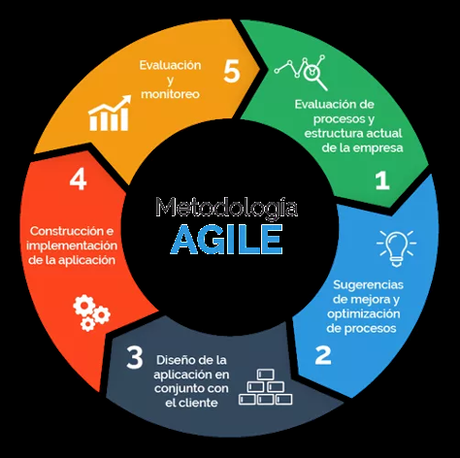 Metodología
AGILE
Evaluación de
procesos y
estructura actual
de la empresa
1
Sugerencias
de mejora y
optimización
de procesos
2
3
Diseño de la
aplicación en
conjunto con
el cliente
4
Construcción e
implementación
de la aplicación
5
Evaluación
y
monitoreo